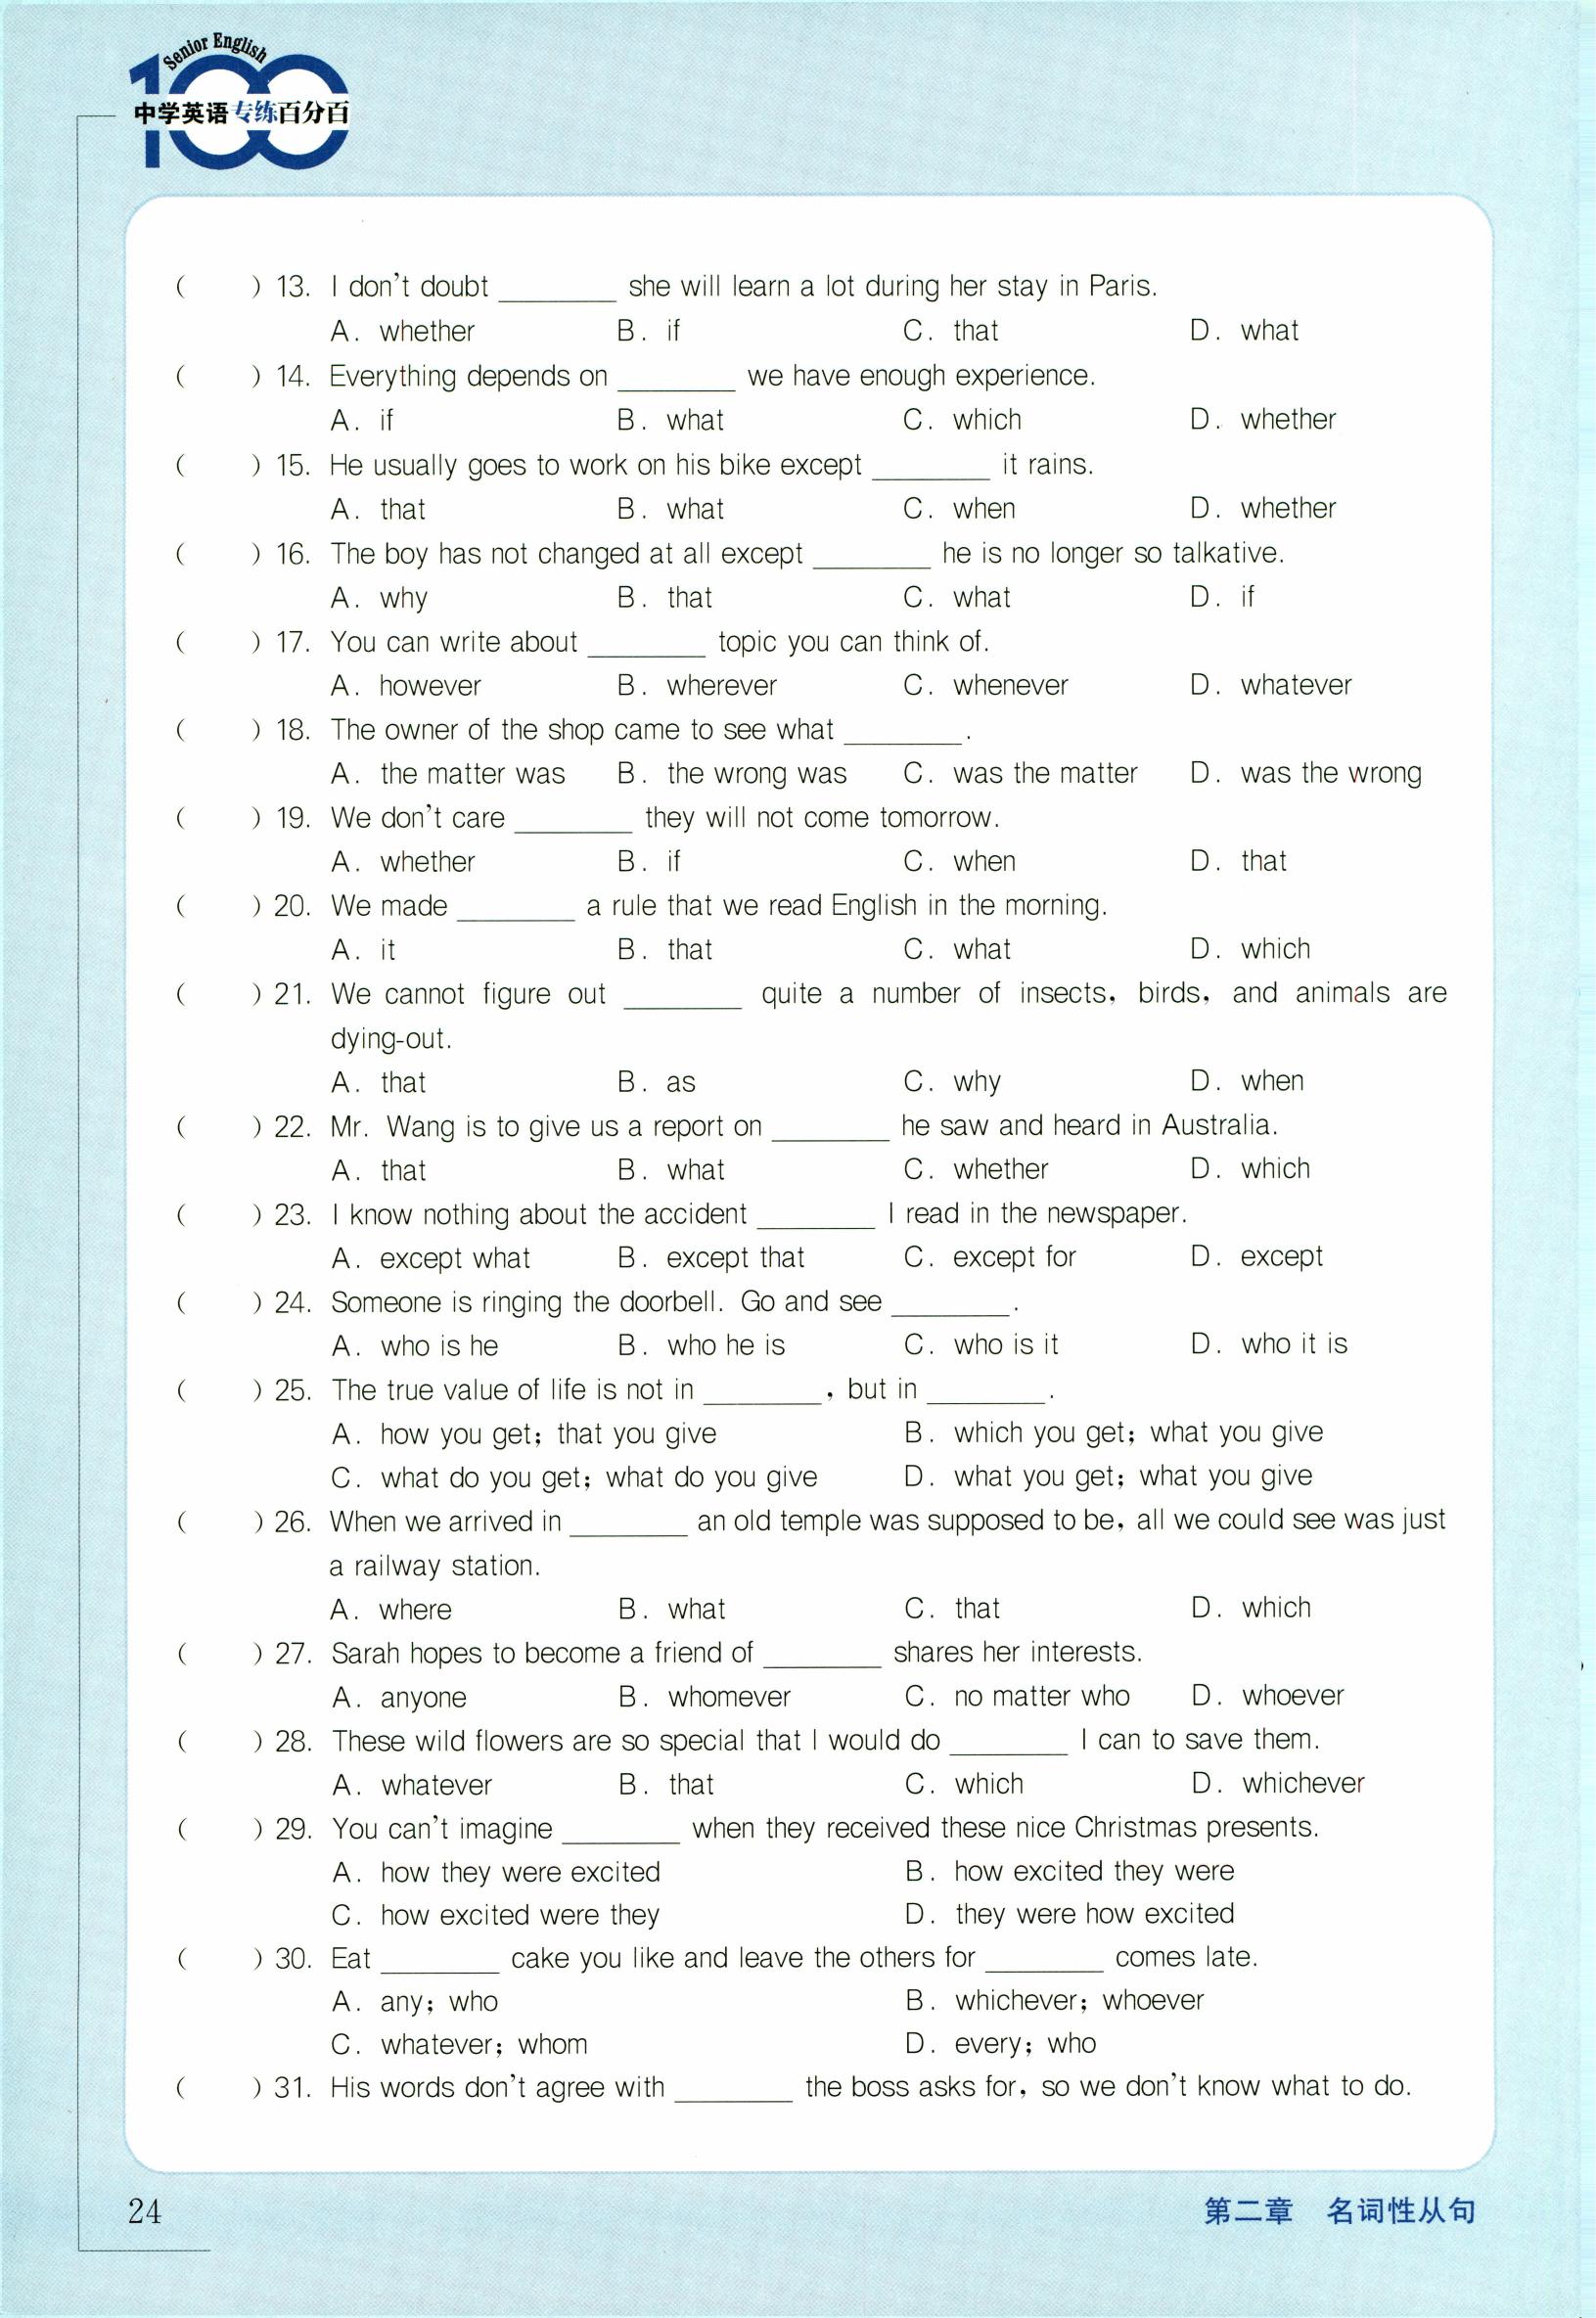 Senior English
100
中学英语专练百分百
(    ) 13. I don't doubt ________ she will learn a lot during her stay in Paris.
A. whether B. if C. that D. what
(    ) 14. Everything depends on ________ we have enough experience.
A. if B. what C. which D. whether
(    ) 15. He usually goes to work on his bike except ________ it rains.
A. that B. what C. when D. whether
(    ) 16. The boy has not changed at all except ________ he is no longer so talkative.
A. why B. that C. what D. if
(    ) 17. You can write about ________ topic you can think of.
A. however B. wherever C. whenever D. whatever
(    ) 18. The owner of the shop came to see what ________.
A. the matter was B. the wrong was C. was the matter D. was the wrong
(    ) 19. We don't care ________ they will not come tomorrow.
A. whether B. if C. when D. that
(    ) 20. We made ________ a rule that we read English in the morning.
A. it B. that C. what D. which
(    ) 21. We cannot figure out ________ quite a number of insects, birds, and animals are
dying-out.
A. that B. as C. why D. when
(    ) 22. Mr. Wang is to give us a report on ________ he saw and heard in Australia.
A. that B. what C. whether D. which
(    ) 23. I know nothing about the accident ________ I read in the newspaper.
A. except what B. except that C. except for D. except
(    ) 24. Someone is ringing the doorbell. Go and see ________.
A. who is he B. who he is C. who is it D. who it is
(    ) 25. The true value of life is not in ________, but in ________.
A. how you get; that you give B. which you get; what you give
C. what do you get; what do you give D. what you get; what you give
(    ) 26. When we arrived in ________ an old temple was supposed to be, all we could see was just
a railway station.
A. where B. what C. that D. which
(    ) 27. Sarah hopes to become a friend of ________ shares her interests.
A. anyone B. whomever C. no matter who D. whoever
(    ) 28. These wild flowers are so special that I would do ________ I can to save them.
A. whatever B. that C. which D. whichever
(    ) 29. You can't imagine ________ when they received these nice Christmas presents.
A. how they were excited B. how excited they were
C. how excited were they D. they were how excited
(    ) 30. Eat ________ cake you like and leave the others for ________ comes late.
A. any; who B. whichever; whoever
C. whatever; whom D. every; who
(    ) 31. His words don't agree with ________ the boss asks for, so we don't know what to do.
24
第二章 名词性从句